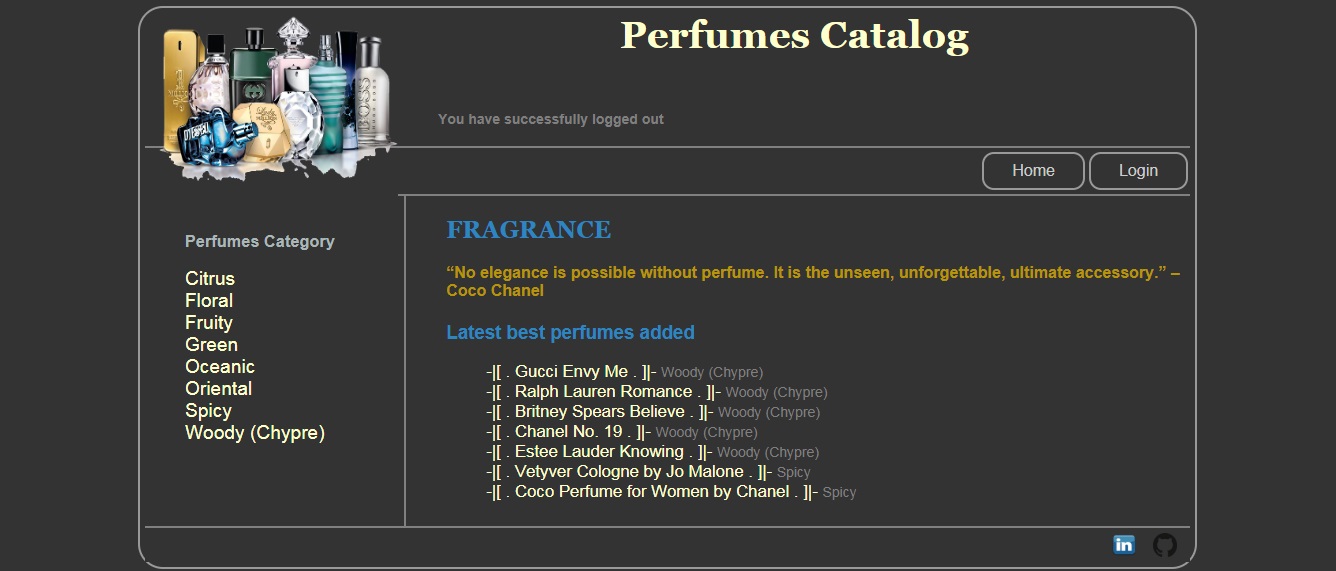 Perfumes Catalog
BOSS
You have successfully logged out
Home
Login
Perfumes Category
Citrus
Floral
Fruity
Green
Oceanic
Oriental
Spicy
Woody (Chypre)
FRAGRANCE
“No elegance is possible without perfume. It is the unseen, unforgettable, ultimate accessory.” –
Coco Chanel
Latest best perfumes added
-|[ . Gucci Envy Me . ]|- Woody (Chypre)
-|[ . Ralph Lauren Romance . ]|- Woody (Chypre)
-|[ . Britney Spears Believe . ]|- Woody (Chypre)
-|[ . Chanel No. 19 . ]|- Woody (Chypre)
-|[ . Estee Lauder Knowing . ]|- Woody (Chypre)
-|[ . Vetyver Cologne by Jo Malone . ]|- Spicy
-|[ . Coco Perfume for Women by Chanel . ]|- Spicy
in